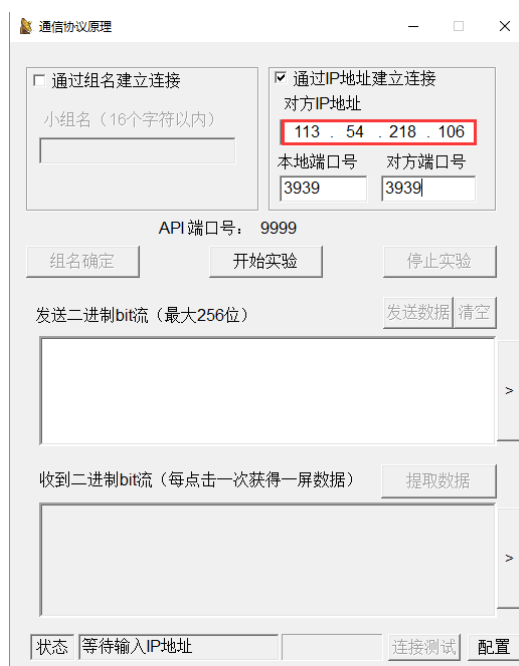 通信协议原理
通过组名建立连接
通过IP地址建立连接
小组名（16个字符以内）
对方IP地址
113 . 54 . 218 . 106
本地端口号 对方端口号
3939 3939
API 端口号： 9999
组名确定 开始实验 停止实验
发送二进制bit流（最大256位） 发送数据 清空
>
收到二进制bit流（每点击一次获得一屏数据） 提取数据
>
状态 等待输入IP地址 连接测试 配置